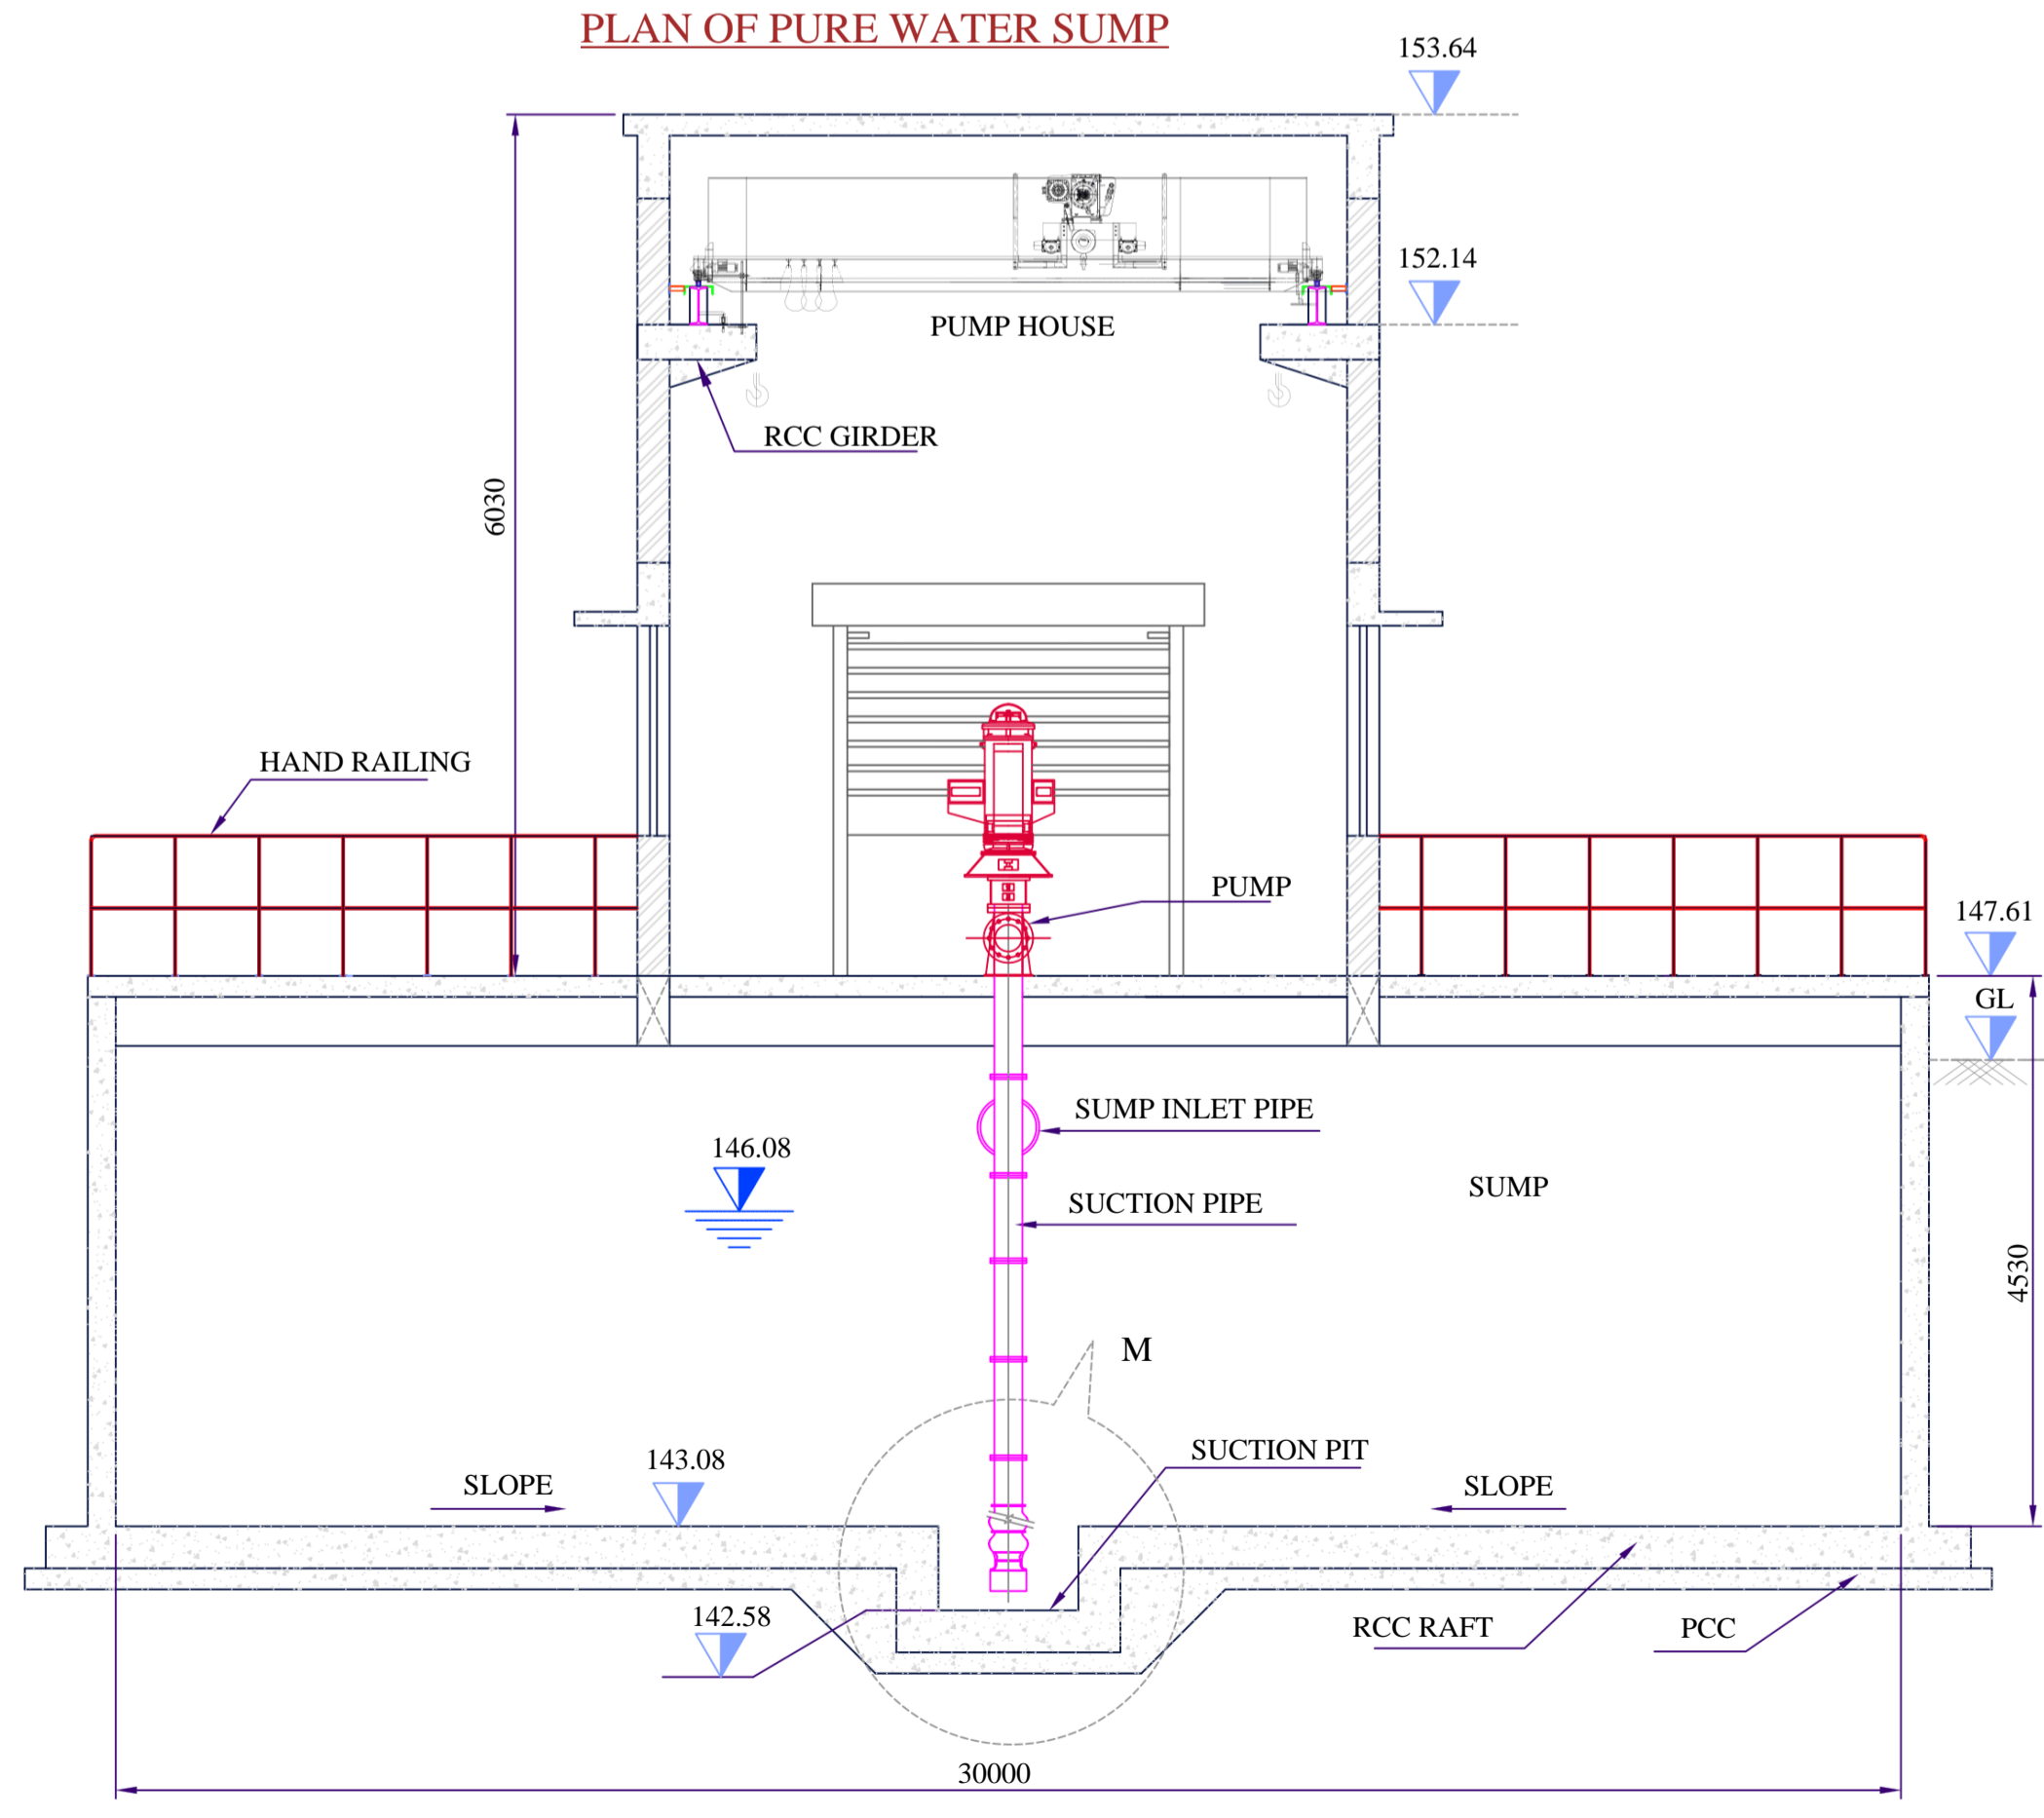 PLAN OF PURE WATER SUMP
153.64
152.14
PUMP HOUSE
RCC GIRDER
6030
HAND RAILING
PUMP
147.61
GL
SUMP INLET PIPE
146.08
SUMP
SUCTION PIPE
4530
M
SUCTION PIT
143.08
SLOPE
SLOPE
142.58
RCC RAFT
PCC
30000